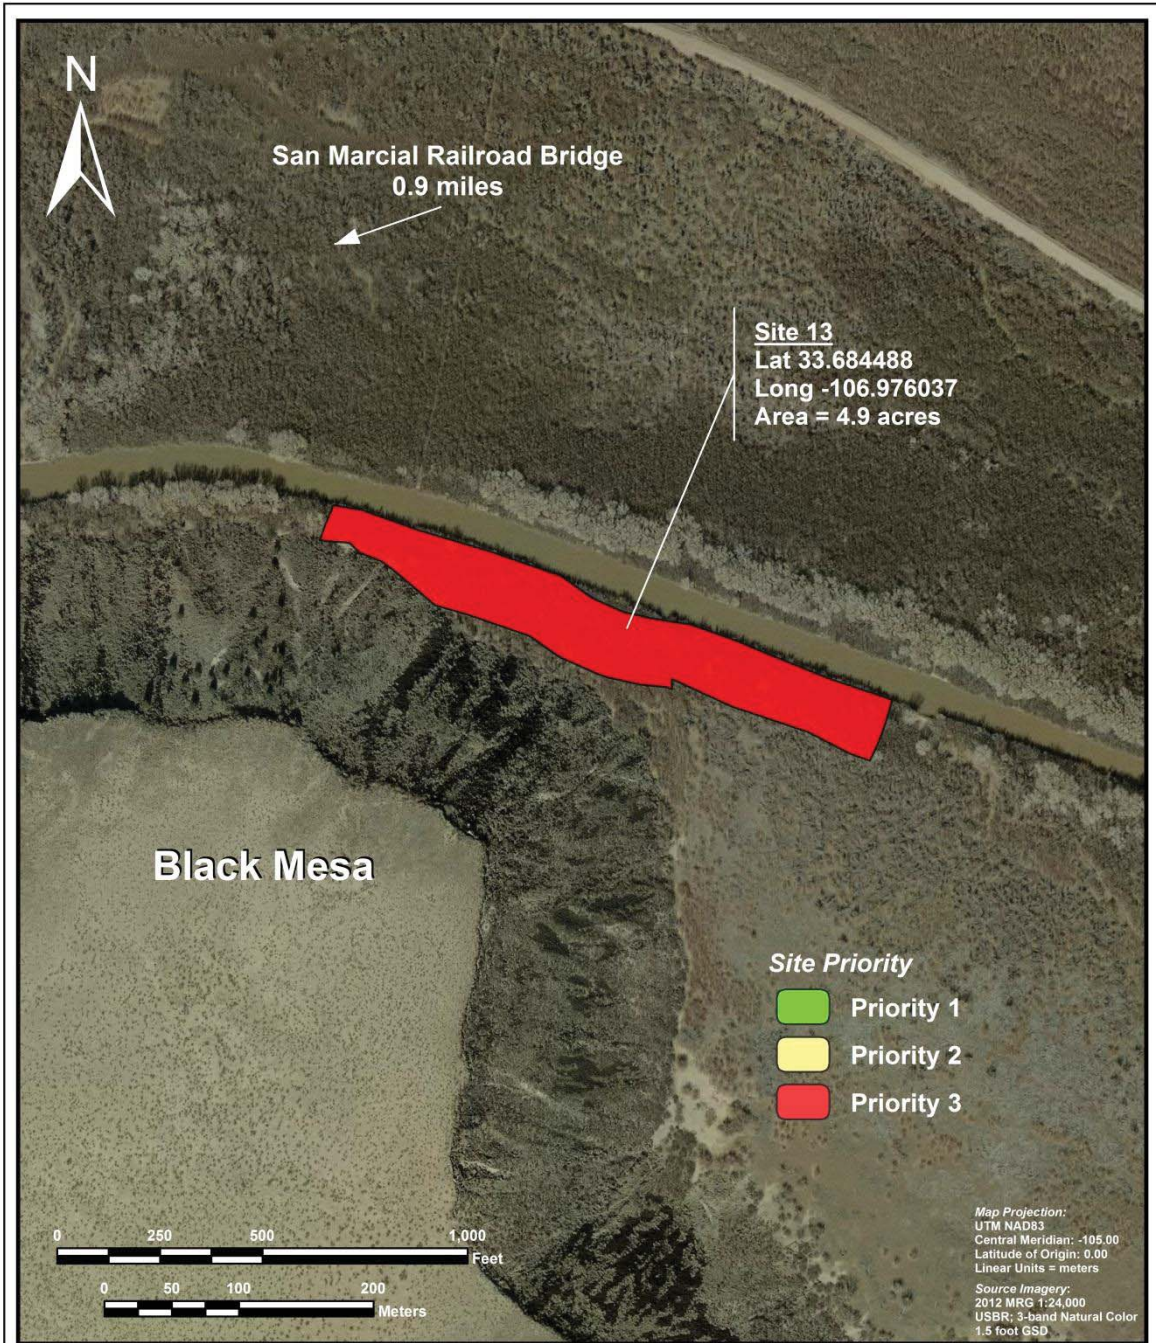 N
San Marcial Railroad Bridge
0.9 miles
Site 13
Lat 33.684488
Long -106.976037
Area = 4.9 acres
Black Mesa
Site Priority
Priority 1
Priority 2
Priority 3
0 250 500 1,000
Feet
0 50 100 200
Meters
Map Projection:
UTM NAD83
Central Meridian: -105.00
Latitude of Origin: 0.00
Linear Units = meters
Source Imagery:
2012 MRG 1:24,000
USBR; 3-band Natural Color
1.5 foot GSD